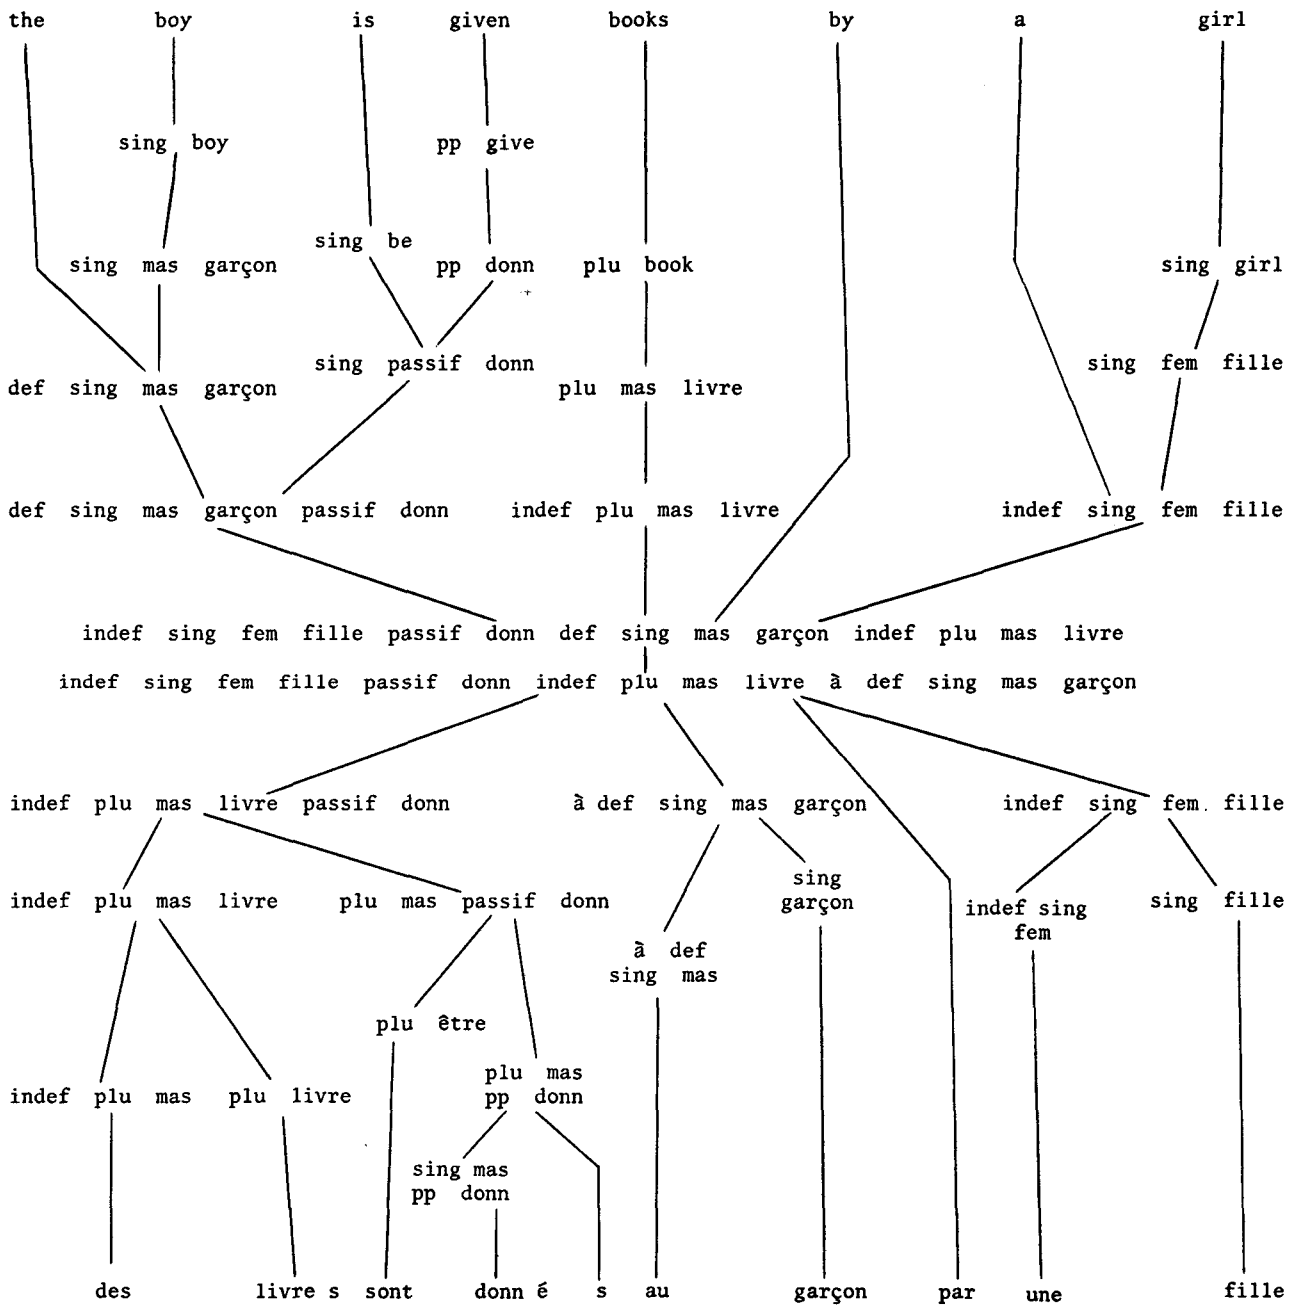 the boy is given books by a girl
sing boy pp give
sing be
sing mas garçon pp donn plu book sing girl
sing passif donn sing fem fille
def sing mas garçon plu mas livre
def sing mas garçon passif donn indef plu mas livre indef sing fem fille
indef sing fem fille passif donn def sing mas garçon indef plu mas livre
indef sing fem fille passif donn indef plu mas livre à def sing mas garçon
indef plu mas livre passif donn à def sing mas garçon indef sing fem fille
sing
indef plu mas livre plu mas passif donn garçon indef sing sing fille
fem
à def
sing mas
plu être
plu mas
indef plu mas plu livre pp donn
sing mas
pp donn
des livre s sont donn é s au garçon par une fille